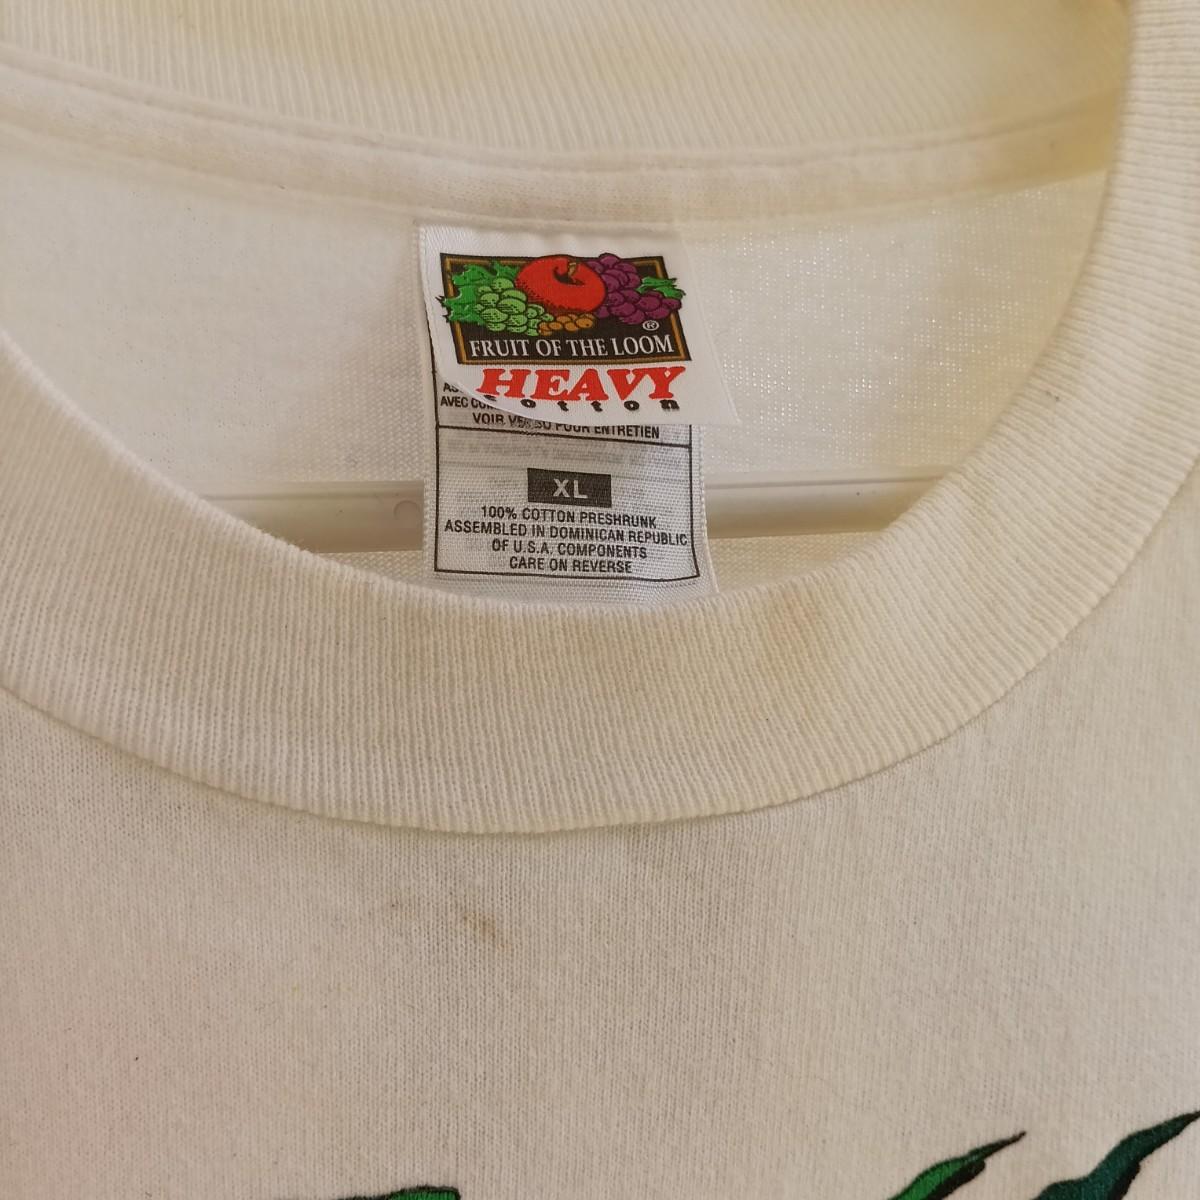 ®
FRUIT OF THE LOOM
HEAVY
cotton
AVEC
VOIR VERSO POUR ENTRETIEN
XL
100% COTTON PRESHRUNK
ASSEMBLED IN DOMINICAN REPUBLIC
OF U.S.A. COMPONENTS
CARE ON REVERSE